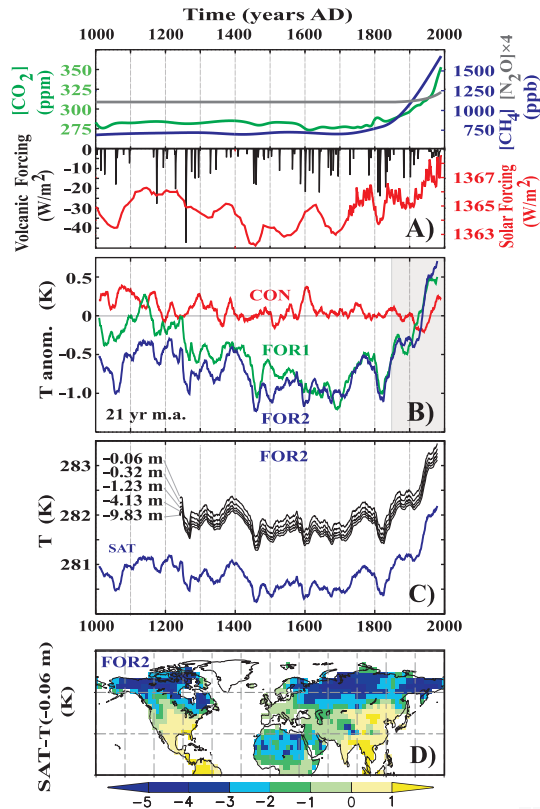 Time (years AD)
1000 1200 1400 1600 1800 2000
[CO2] (ppm)
350
325
300
275
1500
1250
1000
750
[CH4] [N2O]×4 (ppb)
Volcanic Forcing (W/m²)
0
-10
-20
-30
-40
1367
1365
1363
Solar Forcing (W/m²)
A)
T anom. (K)
0.5
0
-0.5
-1.0
CON
FOR1
FOR2
21 yr m.a.
B)
T (K)
283
282
281
FOR2
-0.06 m
-0.32 m
-1.23 m
-4.13 m
-9.83 m
SAT
C)
1000 1200 1400 1600 1800 2000
SAT-T(-0.06 m) (K)
FOR2
D)
-5 -4 -3 -2 -1 0 1